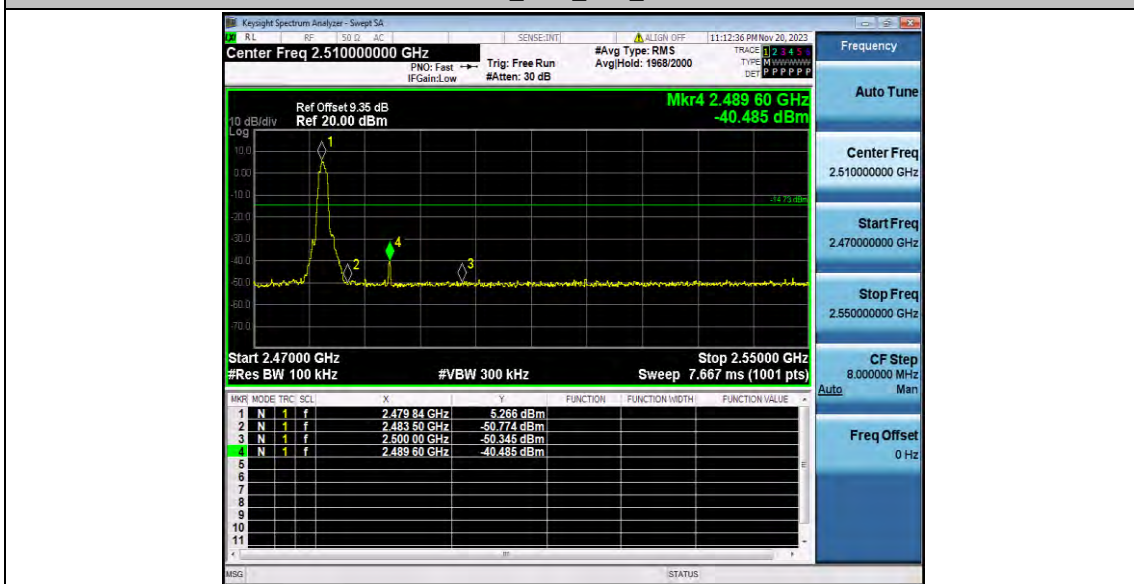 Keysight Spectrum Analyzer - Swept SA
LXI RL RF 50 Ω AC SENSE:INT ALIGN OFF 11:12:36 PM Nov 20, 2023
Center Freq 2.510000000 GHz
#Avg Type: RMS
TRACE 1 2 3 4 5 6
PNO: Fast
Trig: Free Run
Avg|Hold: 1968/2000
TYPE M WWWWW
IFGain:Low
#Atten: 30 dB
DET P P P P P P
Frequency
Auto Tune
Ref Offset 9.35 dB
Mkr4 2.489 60 GHz
10 dB/div
Ref 20.00 dBm
-40.485 dBm
Log
10.0
0.00
-10.0
-20.0
-30.0
-40.0
-50.0
-60.0
-70.0
1
2
4
3
-14.73 dBm
Start 2.47000 GHz
Stop 2.55000 GHz
#Res BW 100 kHz
#VBW 300 kHz
Sweep 7.667 ms (1001 pts)
Center Freq
2.510000000 GHz
Start Freq
2.470000000 GHz
Stop Freq
2.550000000 GHz
CF Step
8.000000 MHz
Auto Man
Freq Offset
0 Hz
MKR MODE TRC SCL X Y FUNCTION FUNCTION WIDTH FUNCTION VALUE
1 N 1 f 2.479 84 GHz 5.266 dBm
2 N 1 f 2.483 50 GHz -50.774 dBm
3 N 1 f 2.500 00 GHz -50.345 dBm
4 N 1 f 2.489 60 GHz -40.485 dBm
5
6
7
8
9
10
11
MSG
STATUS